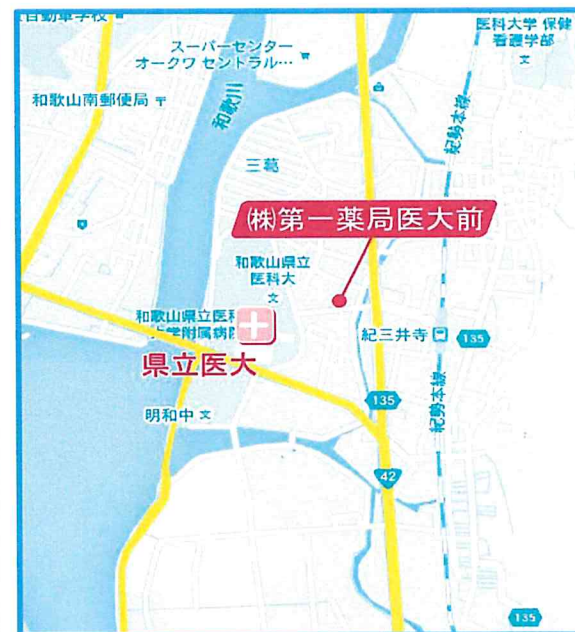 自動車学校
スーパーセンター
オークワ セントラル…
医科大学 保健
看護学部
和歌山南郵便局
和歌川
紀勢本線
三葛
㈱第一薬局医大前
和歌山県立
医科大
和歌山県立医科
大学附属病院
県立医大
紀三井寺
135
明和中
135
紀勢本線
42
135